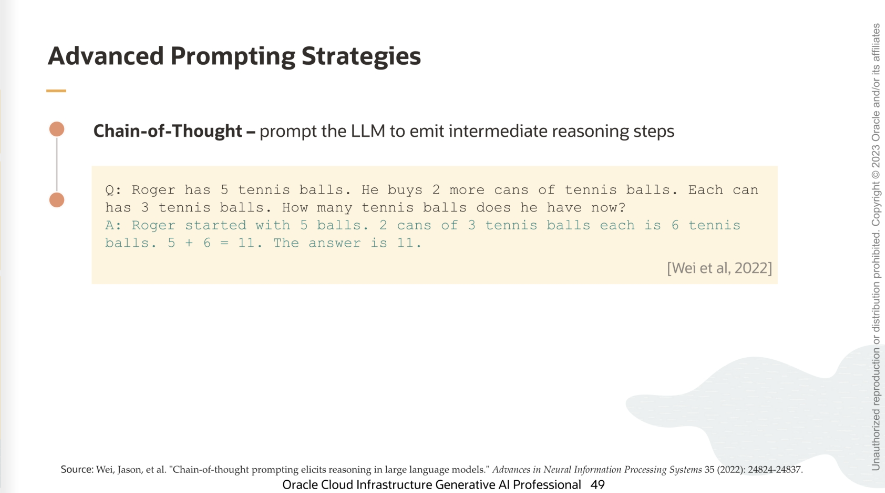 Advanced Prompting Strategies
Chain-of-Thought – prompt the LLM to emit intermediate reasoning steps
Q: Roger has 5 tennis balls. He buys 2 more cans of tennis balls. Each can
has 3 tennis balls. How many tennis balls does he have now?
A: Roger started with 5 balls. 2 cans of 3 tennis balls each is 6 tennis
balls. 5 + 6 = 11. The answer is 11.
[Wei et al, 2022]
Source: Wei, Jason, et al. "Chain-of-thought prompting elicits reasoning in large language models." Advances in Neural Information Processing Systems 35 (2022): 24824-24837.
Oracle Cloud Infrastructure Generative AI Professional 49
Unauthorized reproduction or distribution prohibited. Copyright © 2023 Oracle and/or its affiliates